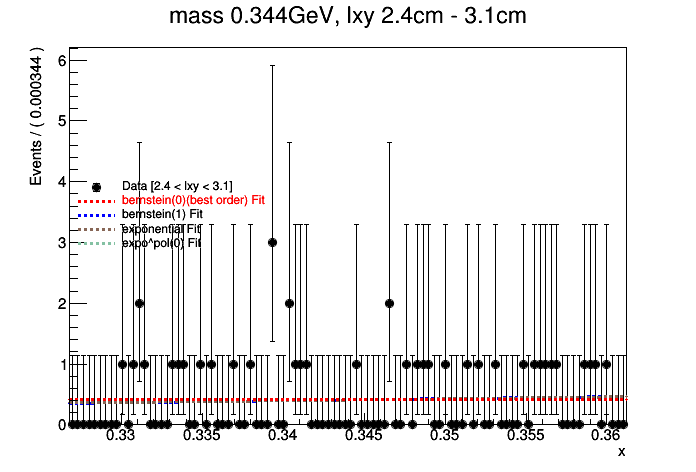 mass 0.344GeV, lxy 2.4cm - 3.1cm
Events / ( 0.000344 )
6
5
4
3
2
1
0
Data [2.4 < lxy < 3.1]
bernstein(0)(best order) Fit
bernstein(1) Fit
exponential Fit
expo^pol(0) Fit
0.33 0.335 0.34 0.345 0.35 0.355 0.36
x